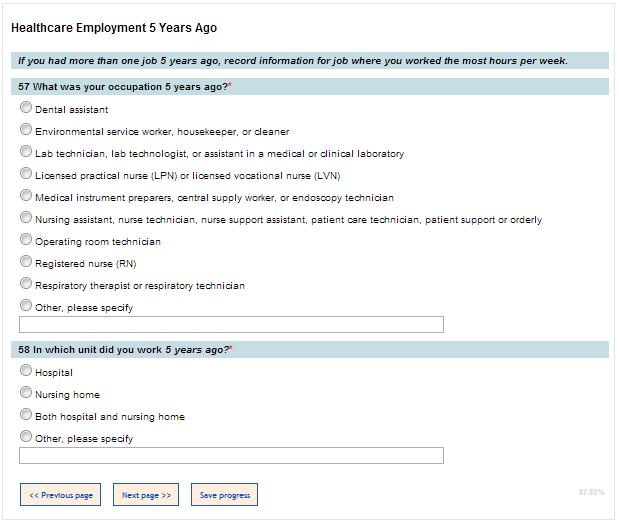 Healthcare Employment 5 Years Ago
If you had more than one job 5 years ago, record information for job where you worked the most hours per week.
57 What was your occupation 5 years ago?*
Dental assistant
Environmental service worker, housekeeper, or cleaner
Lab technician, lab technologist, or assistant in a medical or clinical laboratory
Licensed practical nurse (LPN) or licensed vocational nurse (LVN)
Medical instrument preparers, central supply worker, or endoscopy technician
Nursing assistant, nurse technician, nurse support assistant, patient care technician, patient support or orderly
Operating room technician
Registered nurse (RN)
Respiratory therapist or respiratory technician
Other, please specify
58 In which unit did you work 5 years ago?*
Hospital
Nursing home
Both hospital and nursing home
Other, please specify
<< Previous page Next page >> Save progress